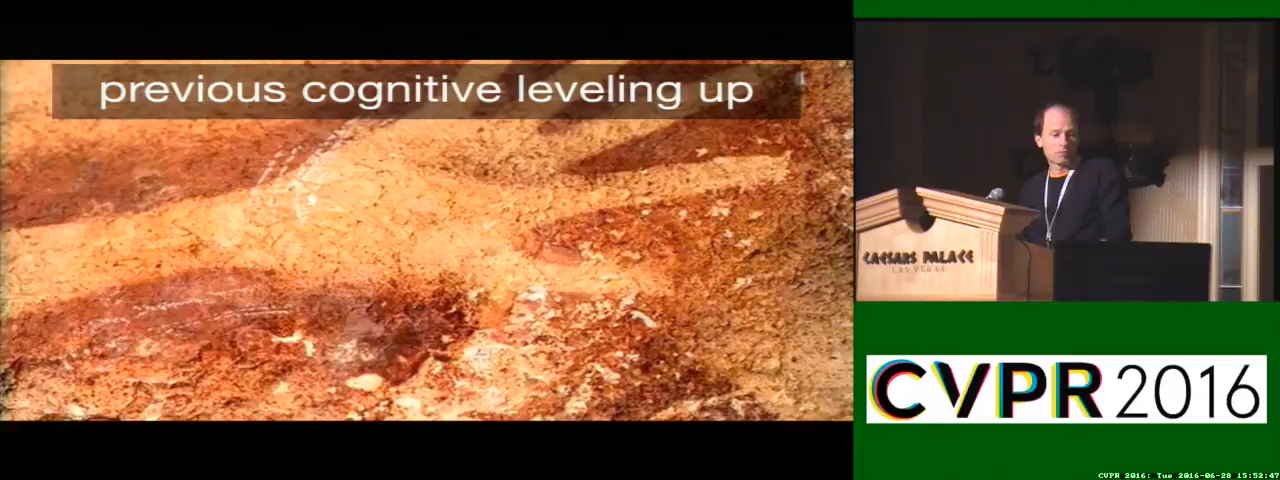 previous cognitive leveling up
CAESARS PALACE
LAS VEGAS
CVPR 2016
CVPR 2016: Tue 2016-06-28 15:52:47